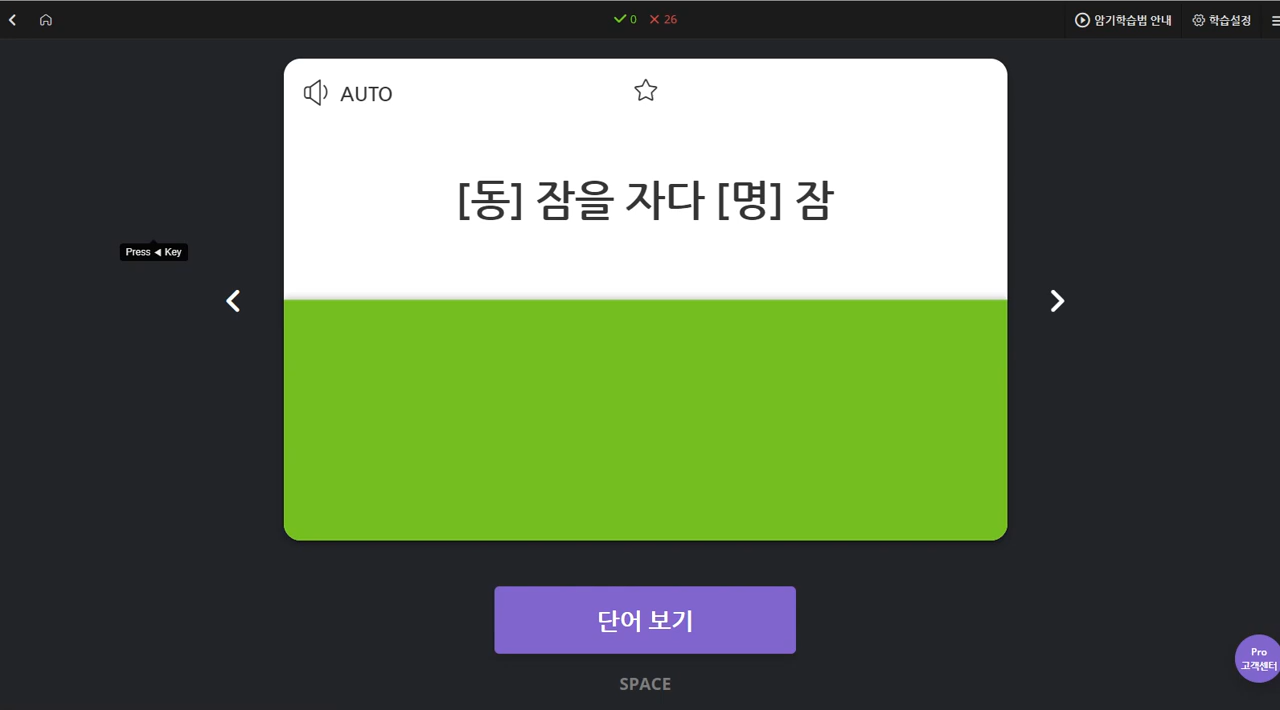 0 26 암기학습법 안내 학습설정
AUTO
[동] 잠을 자다 [명] 잠
Press ◀ Key
단어 보기
SPACE
Pro
고객센터